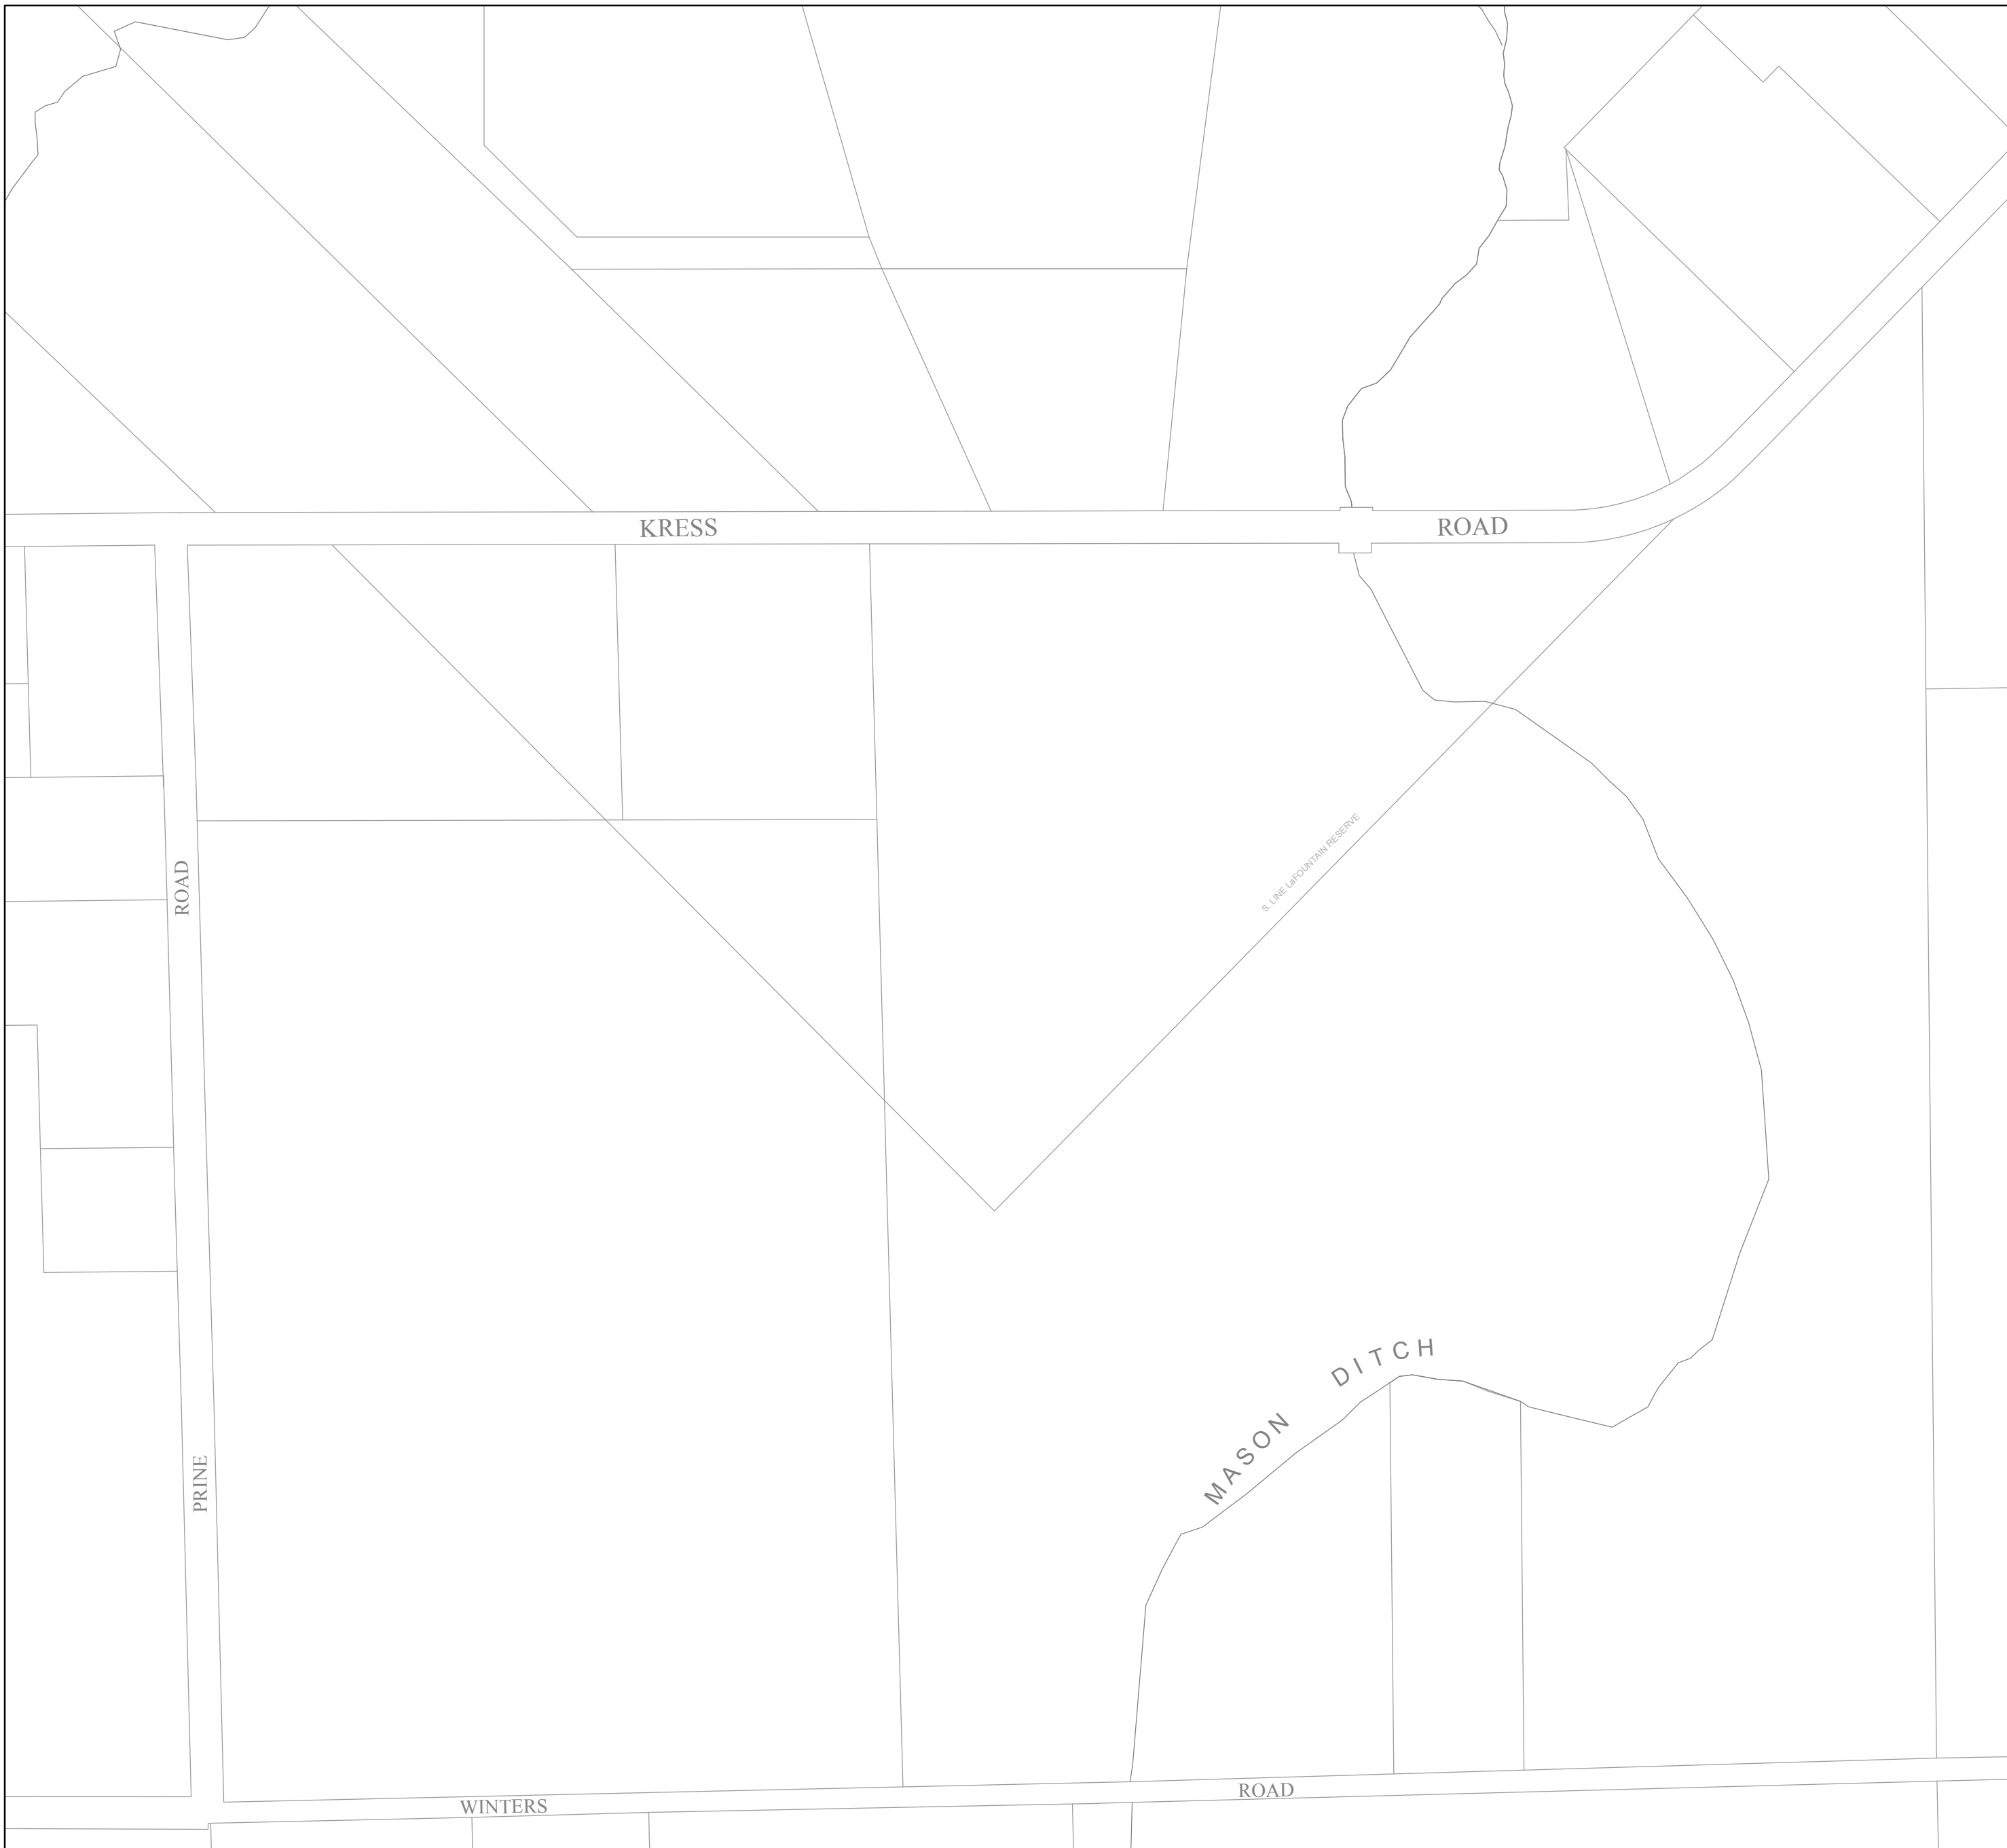 KRESS ROAD
ROAD
S. LINE LaFOUNTAIN RESERVE
MASON DITCH
PRINE
WINTERS ROAD